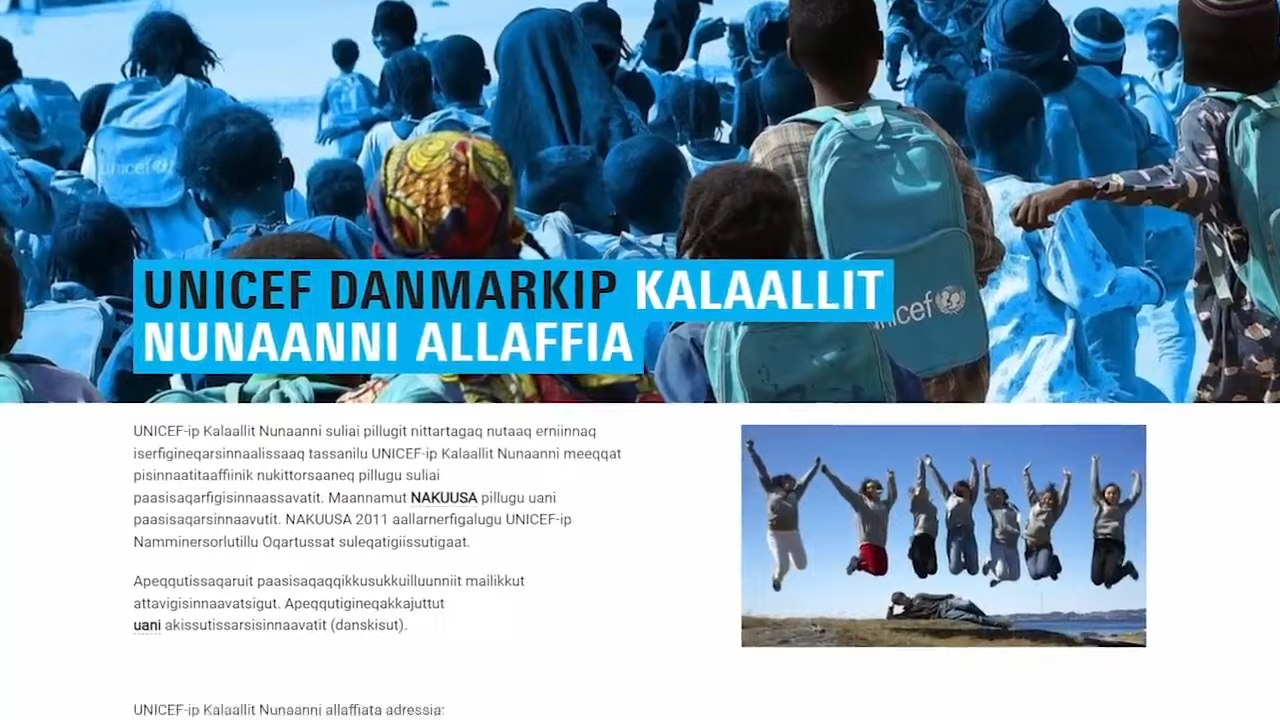 unicef
UNICEF DANMARKIP KALAALLIT
NUNAANNI ALLAFFIA
unicef
UNICEF-ip Kalaallit Nunaanni suliai pillugit nittartagaq nutaaq erniinnaq
iserfigineqarsinnaalissaaq tassanilu UNICEF-ip Kalaallit Nunaanni meeqqat
pisinnaatitaaffiinik nukittorsaaneq pillugu suliai
paasisaqarfigisinnaassavatit. Maannamut NAKUUSA pillugu uani
paasisaqarsinnaavutit. NAKUUSA 2011 aallarnerfigalugu UNICEF-ip
Namminersorlutillu Oqartussat suleqatigiissutigaat.
Apeqqutissaqaruit paasisaqaqqikkusukkuilluunniit mailikkut
attavigisinnaavatsigut. Apeqqutigineqakkajuttut
uani akissutissarsisinnaavatit (danskisut).
UNICEF-ip Kalaallit Nunaanni allaffiata adressia: